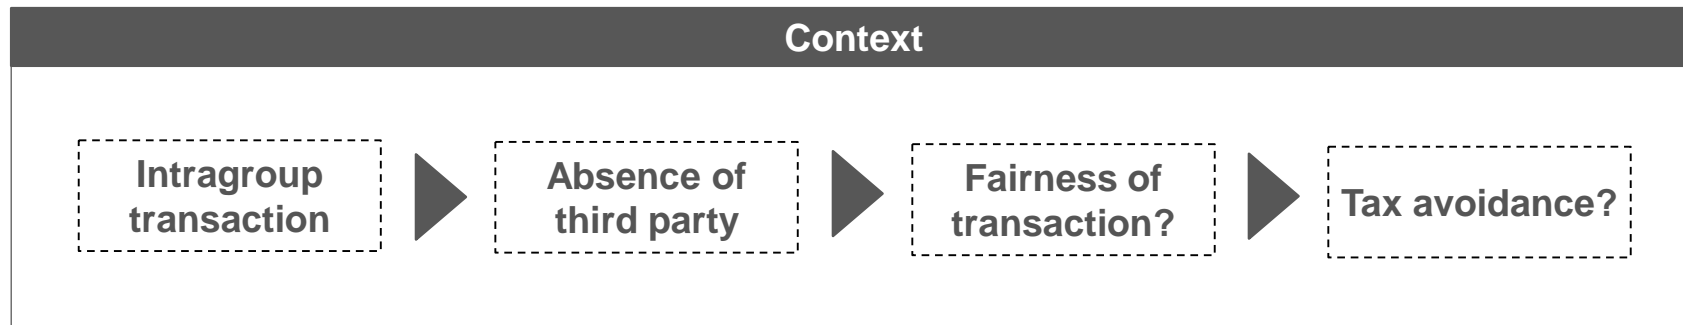 Context
Intragroup
transaction
Absence of
third party
Fairness of
transaction?
Tax avoidance?